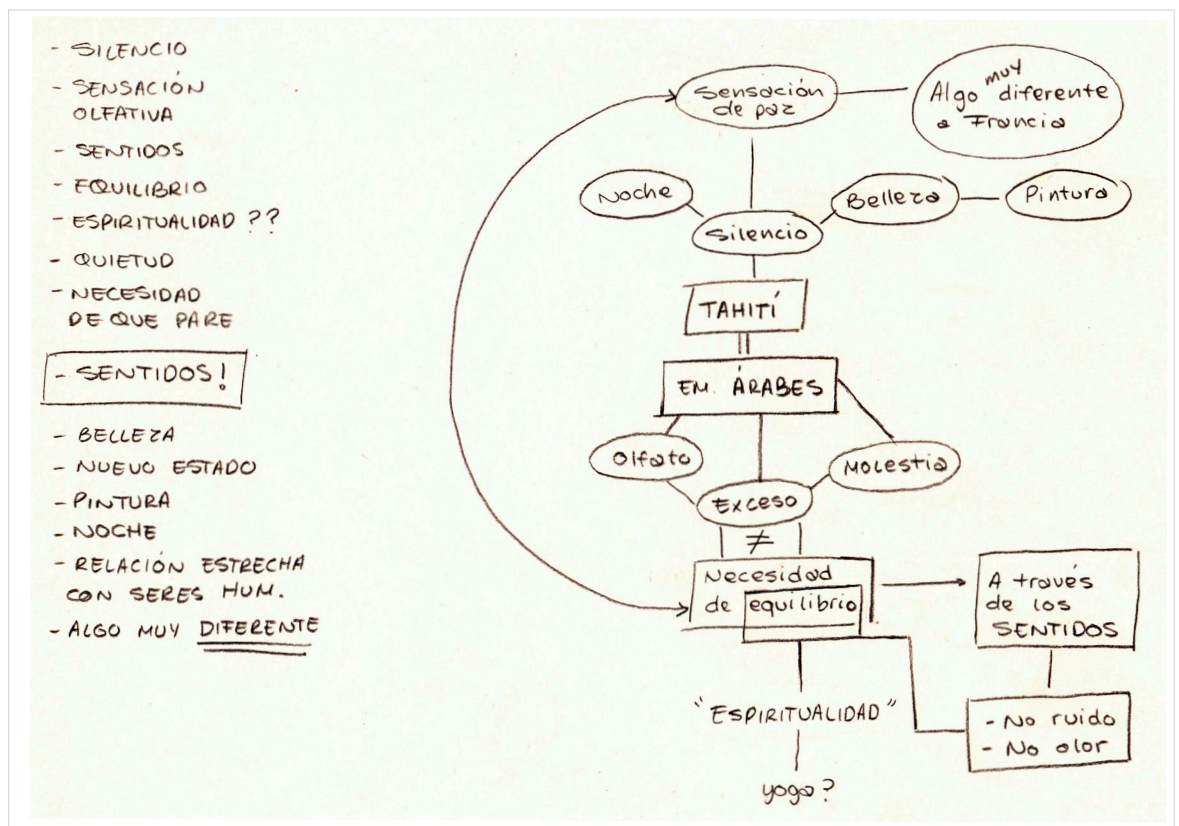 - SILENCIO
- SENSACIÓN
OLFATIVA
- SENTIDOS
- EQUILIBRIO
- ESPIRITUALIDAD ??
- QUIETUD
- NECESIDAD
DE QUE PARE
- SENTIDOS!
- BELLEZA
- NUEVO ESTADO
- PINTURA
- NOCHE
- RELACIÓN ESTRECHA
CON SERES HUM.
- ALGO MUY DIFERENTE
Sensación
de paz
muy
Algo diferente
a Francia
Noche
Belleza
Pintura
Silencio
TAHITÍ
EM. ÁRABES
Olfato
Molestia
Exceso
≠
Necesidad
de equilibrio
A través
de los
SENTIDOS
"ESPIRITUALIDAD"
- No ruido
- No olor
yoga?